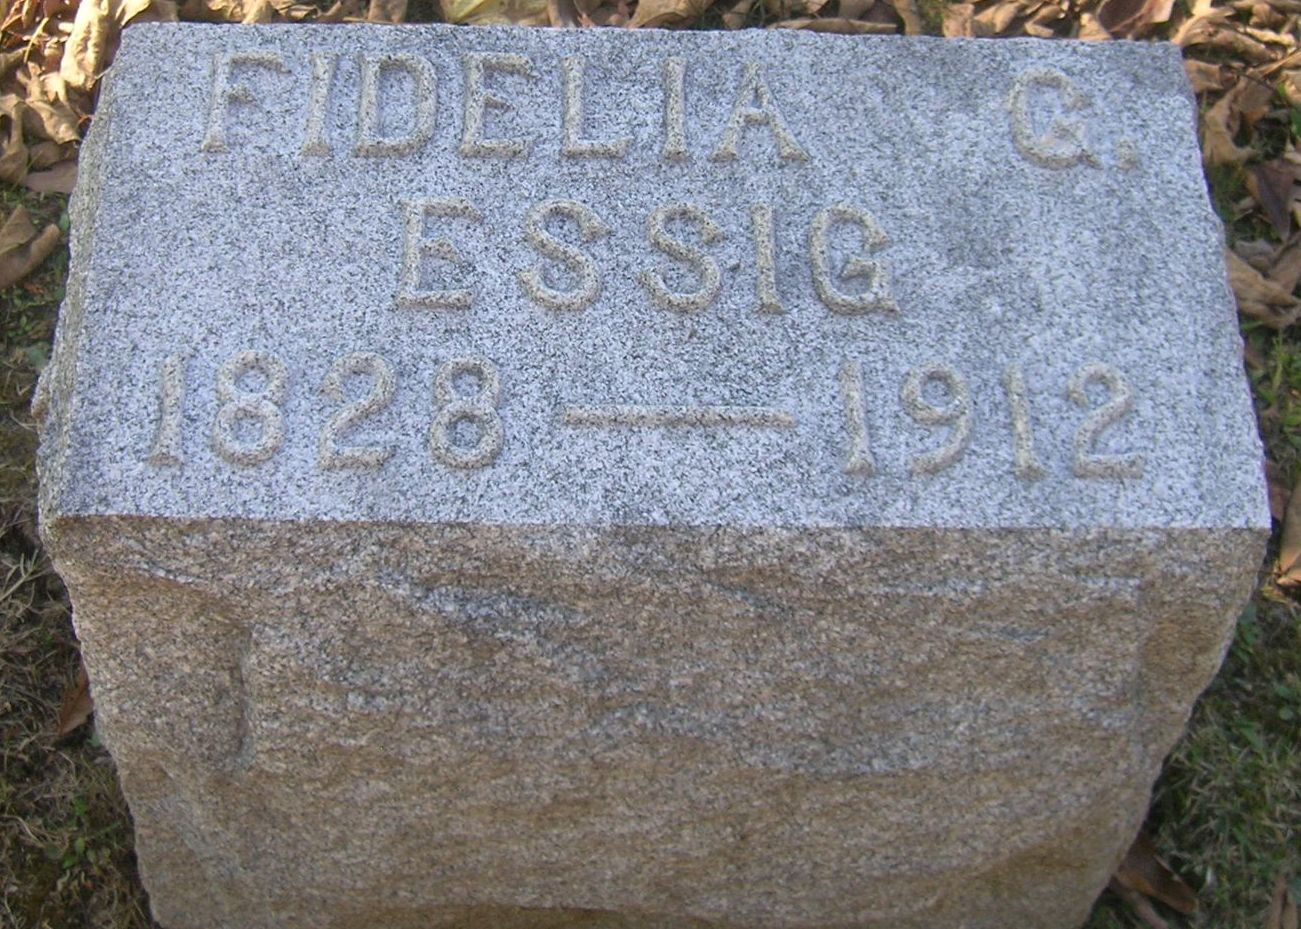 FIDELIA G.
ESSIG
1828 — 1912